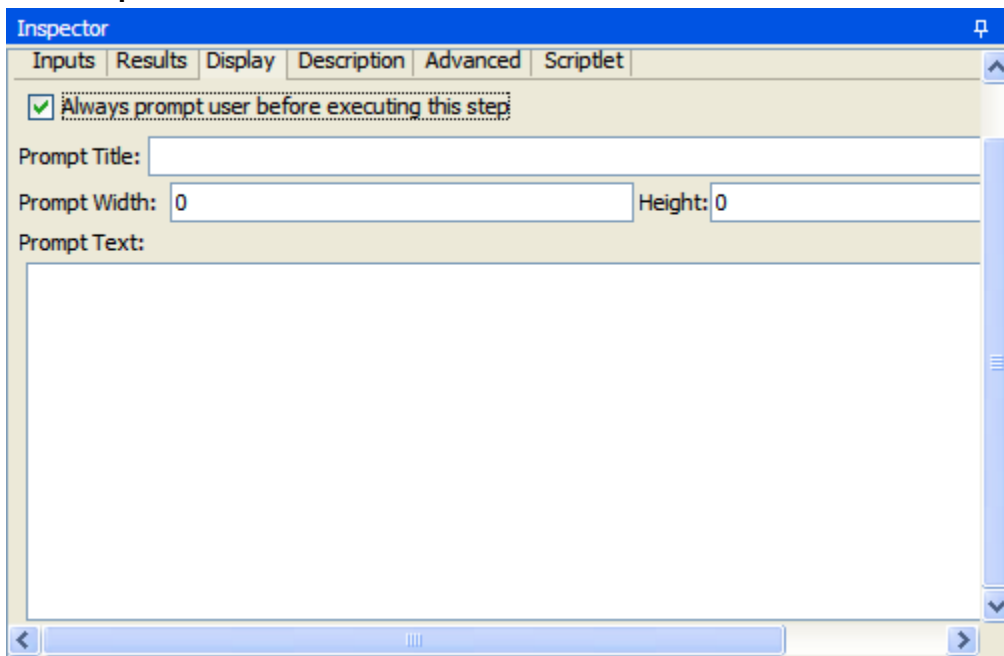 Inspector
Inputs Results Display Description Advanced Scriptlet
Always prompt user before executing this step
Prompt Title:
Prompt Width: 0 Height: 0
Prompt Text: